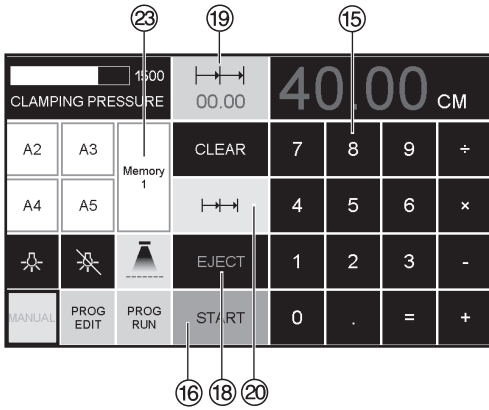 23 19 15
1500 00.00 40.00 CM
CLAMPING PRESSURE
A2 A3 Memory 1 CLEAR 7 8 9 ÷
A4 A5 4 5 6 ×
EJECT 1 2 3 -
MANUAL PROG EDIT PROG RUN START 0 . = +
16 18 20